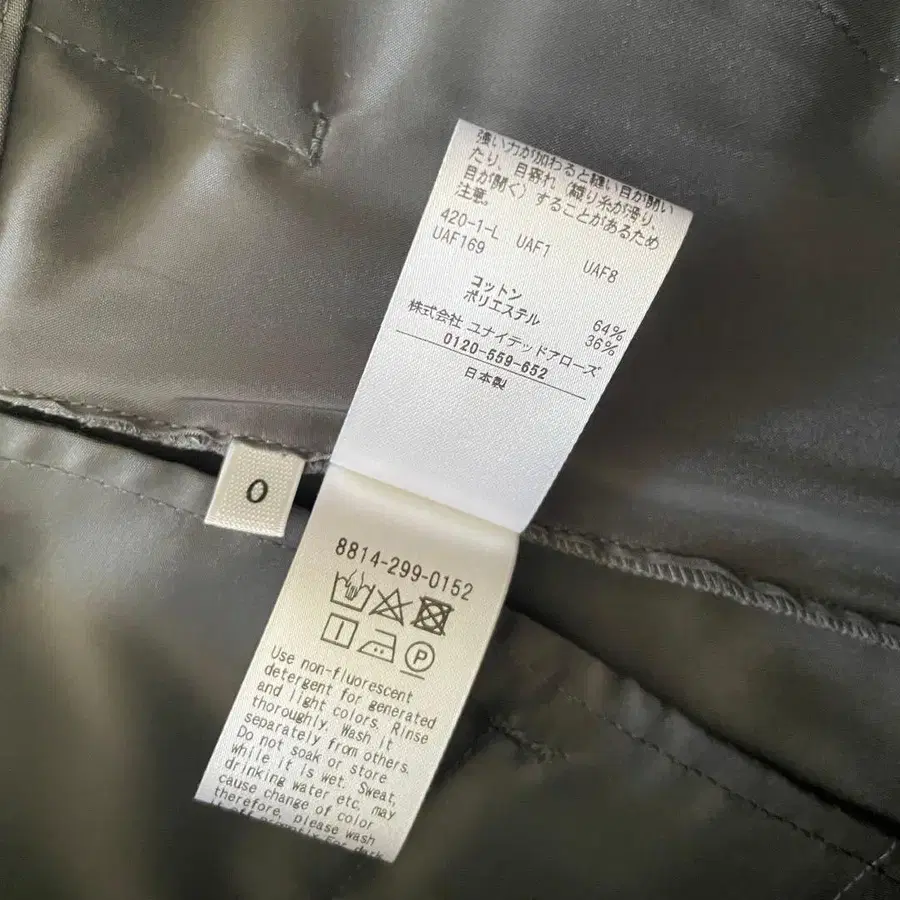 強い力が加わると縫い目が開い
たり、目寄れ（織り糸が滑り、
目が開く）することがあるため
注意。
420-1-L UAF1 UAF8
UAF169
コットン 64%
ポリエステル 36%
株式会社 ユナイテッドアローズ
0120-559-652
日本製
0
8814-299-0152
P
Use non-fluorescent
detergent for generated
and light colors. Rinse
thoroughly. Wash it
separately from others.
Do not soak or store
while it is wet. Sweat,
drinking water etc. may
cause change of color
therefore, please wash
it off promptly. For dark